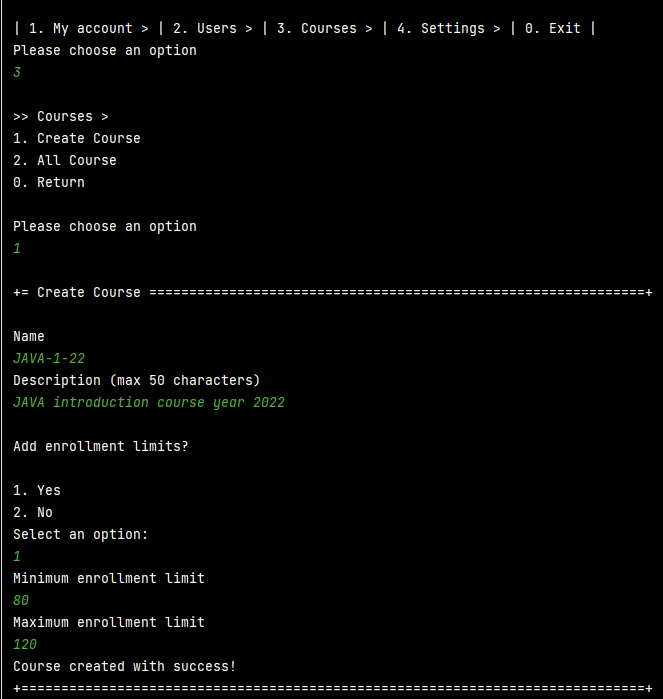 | 1. My account > | 2. Users > | 3. Courses > | 4. Settings > | 0. Exit |
Please choose an option
3
>> Courses >
1. Create Course
2. All Course
0. Return
Please choose an option
1
+= Create Course ==============================================================+
Name
JAVA-1-22
Description (max 50 characters)
JAVA introduction course year 2022
Add enrollment limits?
1. Yes
2. No
Select an option:
1
Minimum enrollment limit
80
Maximum enrollment limit
120
Course created with success!
+==============================================================================+